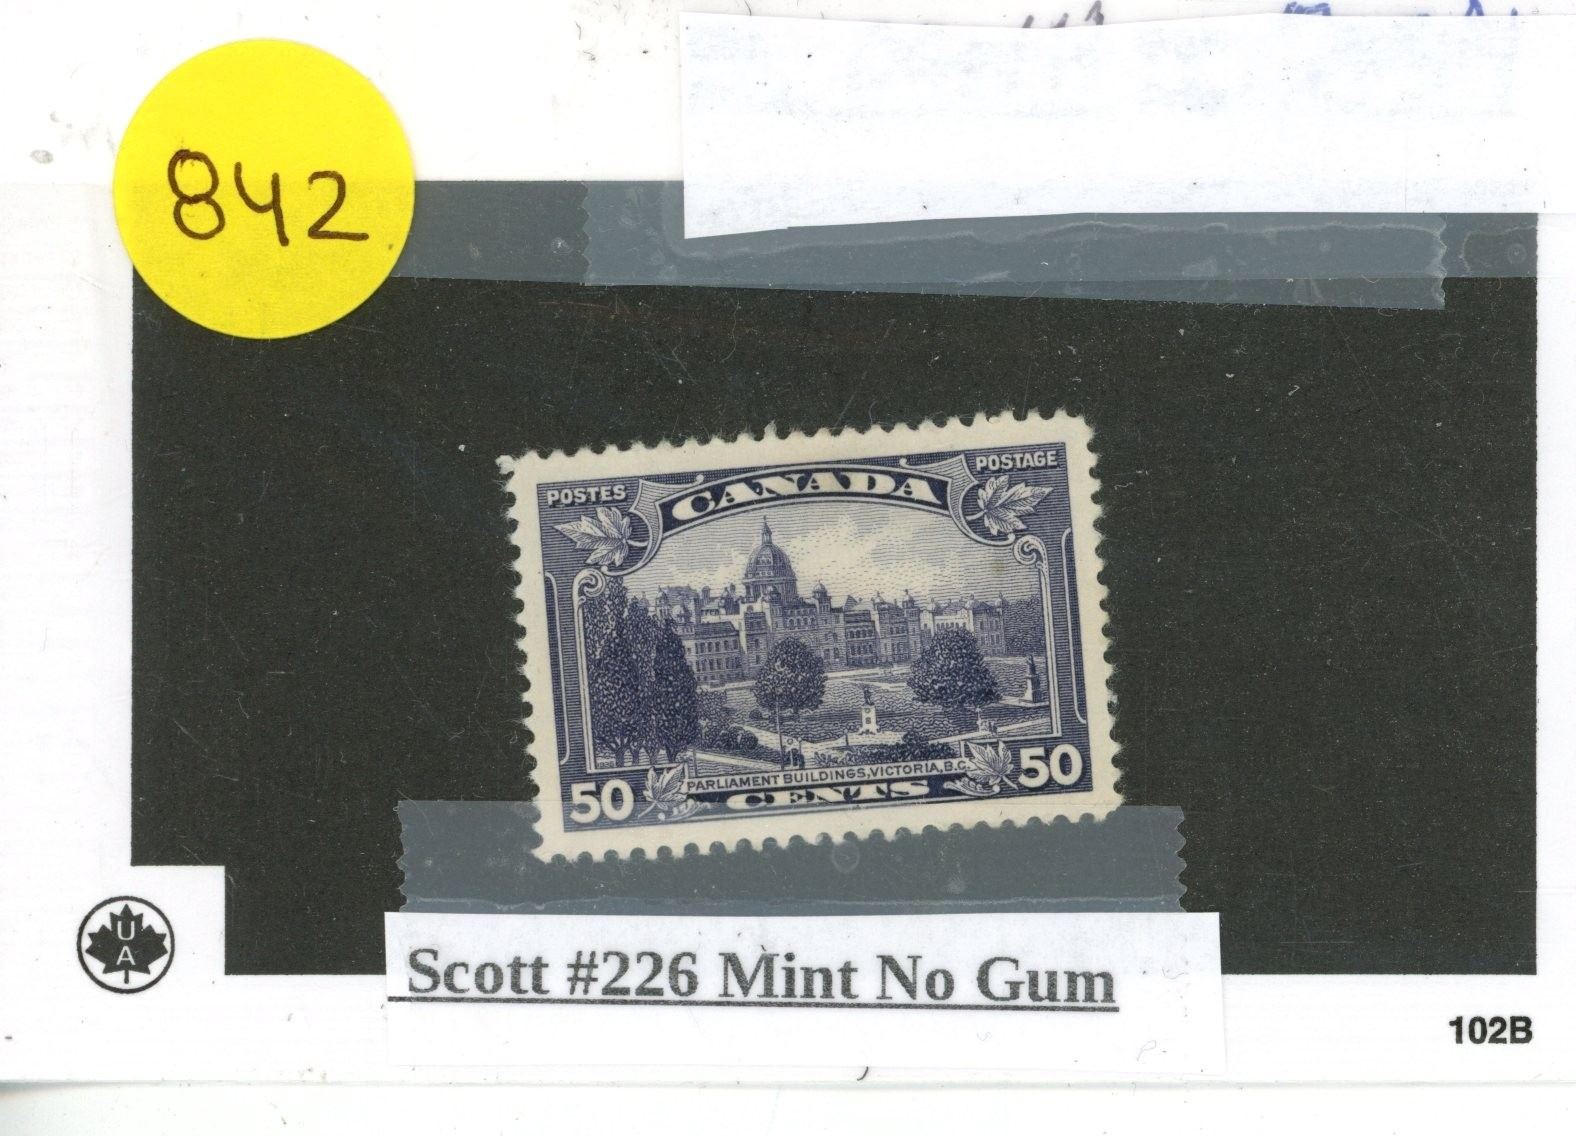 842
POSTES
CANADA
POSTAGE
PARLIAMENT BUILDINGS, VICTORIA, B.C.
50 CENTS 50
U
A
Scott #226 Mint No Gum
102B